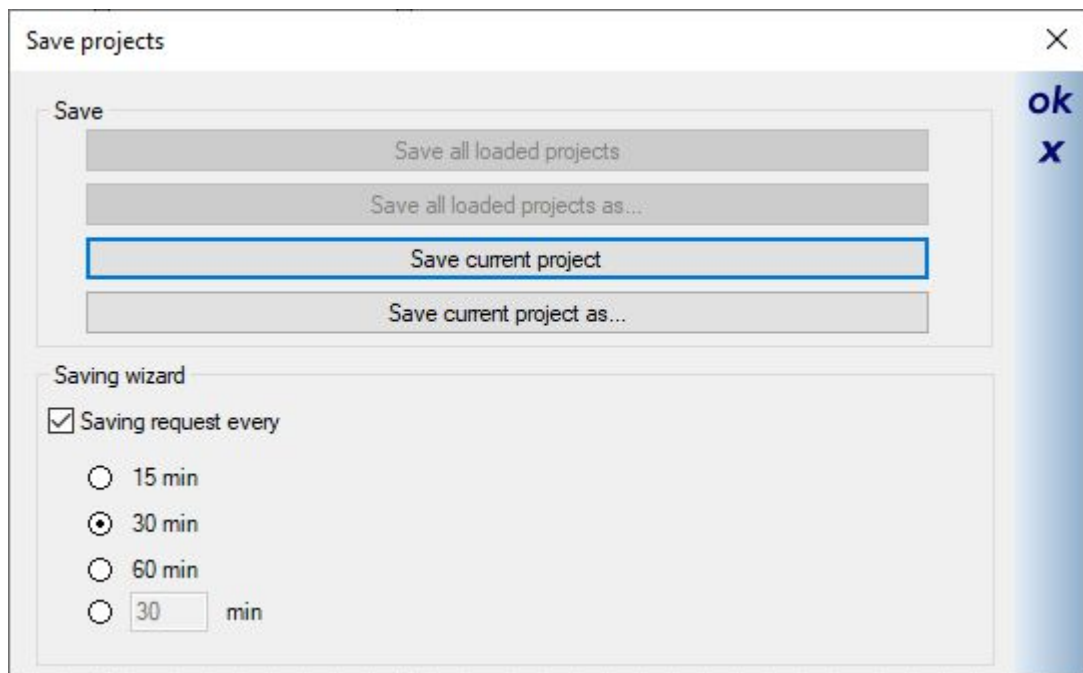 Save projects
ok
x
Save
Save all loaded projects
Save all loaded projects as...
Save current project
Save current project as...
Saving wizard
Saving request every
15 min
30 min
60 min
30 min